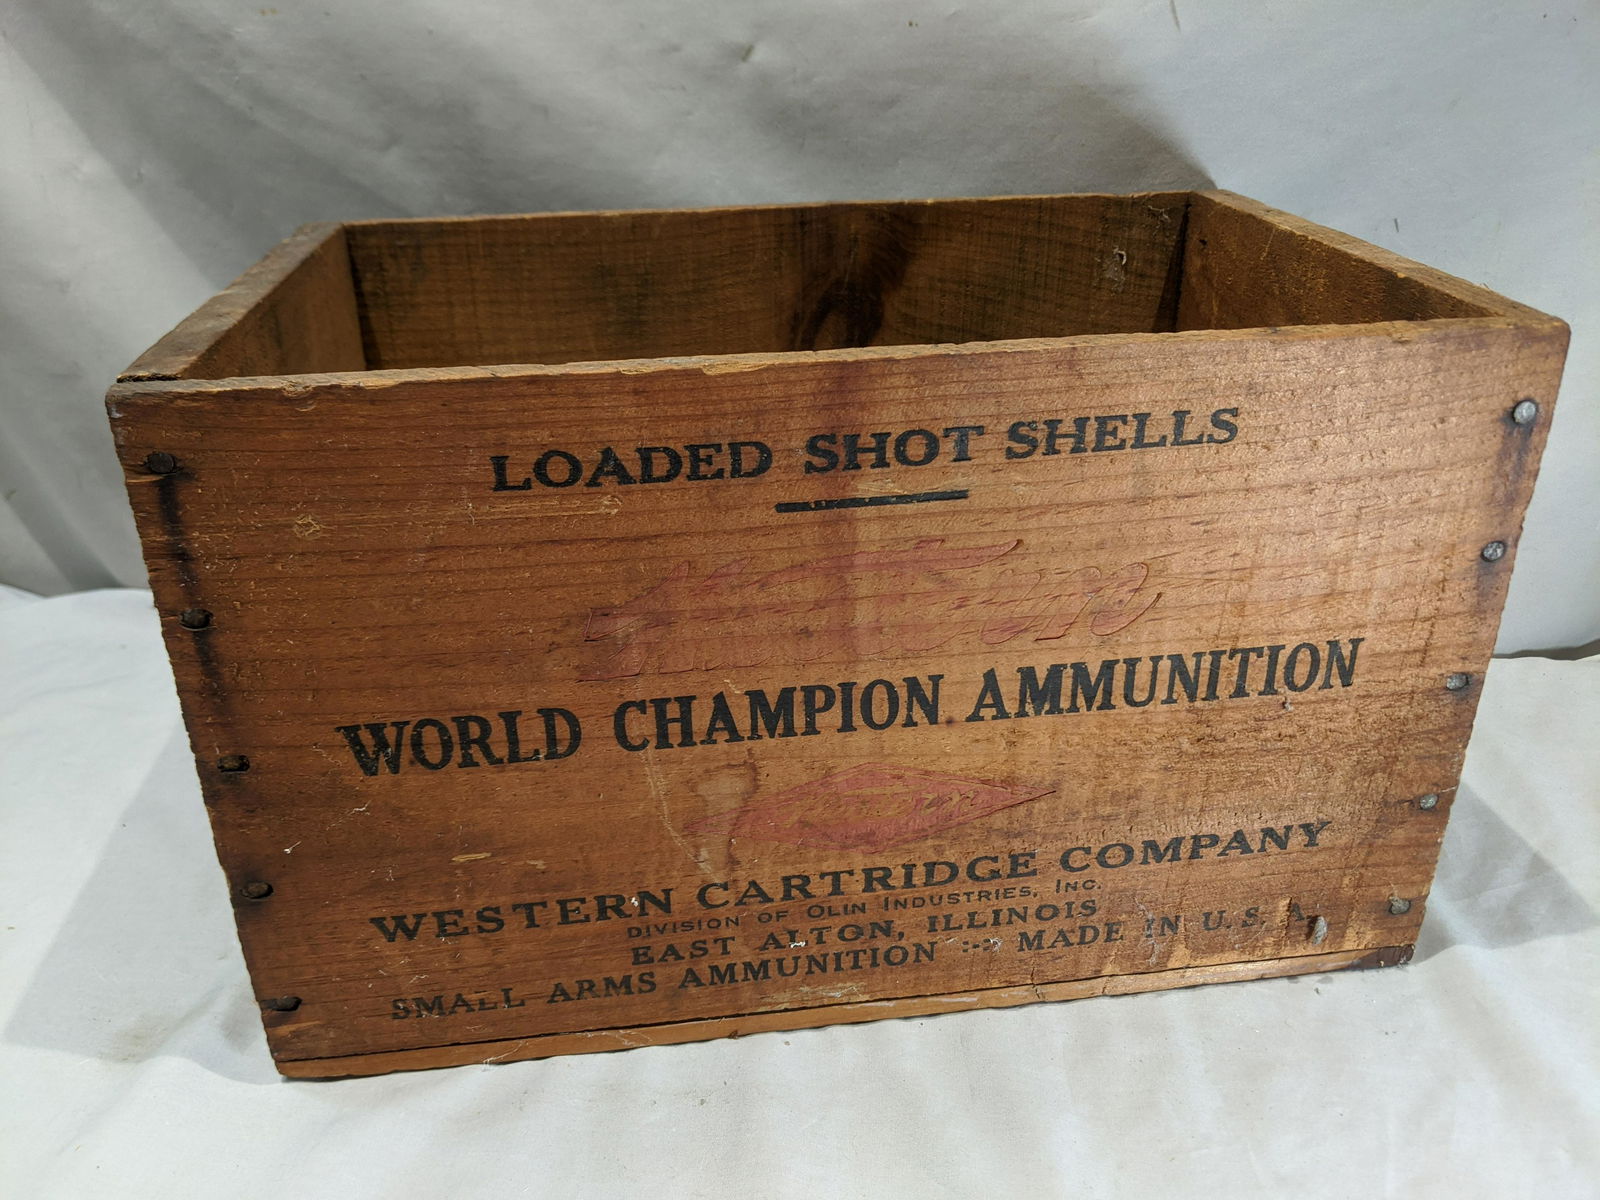 LOADED SHOT SHELLS
WORLD CHAMPION AMMUNITION
Western
WESTERN CARTRIDGE COMPANY
DIVISION OF OLIN INDUSTRIES, INC.
EAST ALTON, ILLINOIS
SMALL ARMS AMMUNITION :-: MADE IN U.S.A.